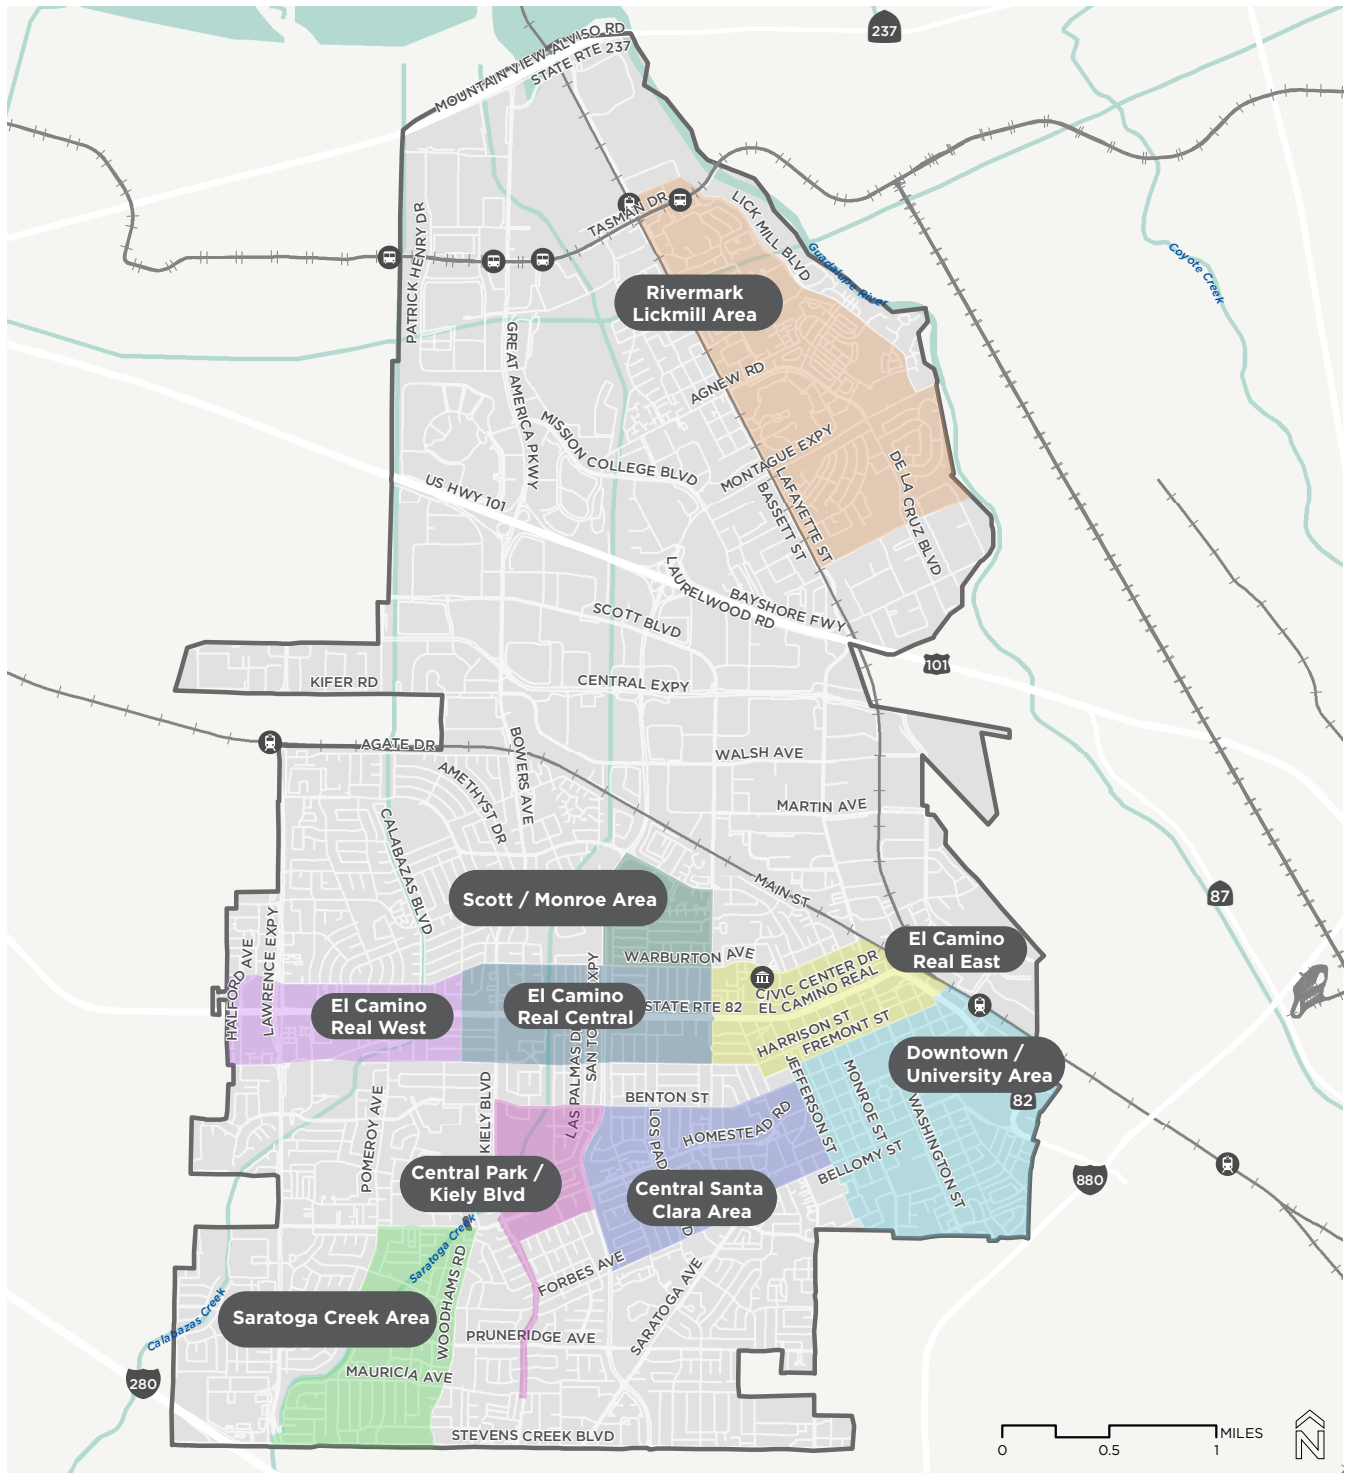 237
MOUNTAIN VIEW-ALVISO RD
STATE RTE 237
TASMAN DR
LICK MILL BLVD
PATRICK HENRY DR
Guadalupe River
Coyote Creek
Rivermark
Lickmill Area
GREAT AMERICA PKWY
AGNEW RD
MISSION COLLEGE BLVD
MONTAGUE EXPY
LAFAYETTE ST
BASSETT ST
DE LA CRUZ BLVD
US HWY 101
LAURELWOOD RD
BAYSHORE FWY
SCOTT BLVD
101
KIFER RD
CENTRAL EXPY
AGATE DR
BOWERS AVE
WALSH AVE
AMETHYST DR
MARTIN AVE
CALABAZAS BLVD
MAIN ST
87
Scott / Monroe Area
WARBURTON AVE
El Camino
Real East
HALFORD AVE
LAWRENCE EXPY
CIVIC CENTER DR
EL CAMINO REAL
El Camino
Real West
El Camino
Real Central
STATE RTE 82
HARRISON ST
FREMONT ST
Downtown /
University Area
82
JEFFERSON ST
MONROE ST
WASHINGTON ST
POMEROY AVE
KIELY BLVD
LAS PALMAS D
SAN TO
XPY
BENTON ST
HOMESTEAD RD
LOS PAD
D
BELLOMY ST
880
Central Park /
Kiely Blvd
Central Santa
Clara Area
Saratoga Creek
WOODHAMS RD
FORBES AVE
SARATOGA AVE
Calabazas Creek
Saratoga Creek Area
PRUNERIDGE AVE
MAURICIA AVE
280
STEVENS CREEK BLVD
MILES
0
0.5
1
N